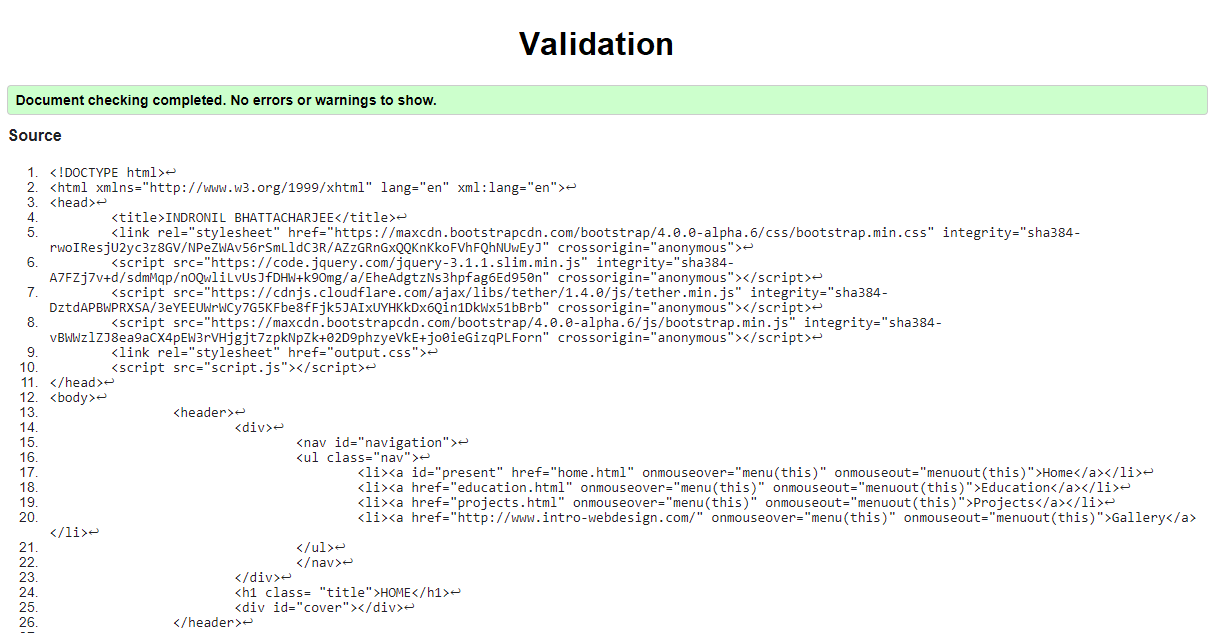 Validation
Document checking completed. No errors or warnings to show.
Source
1. <!DOCTYPE html>↩
2. <html xmlns="http://www.w3.org/1999/xhtml" lang="en" xml:lang="en">↩
3. <head>↩
4. <title>INDRONIL BHATTACHARJEE</title>↩
5. <link rel="stylesheet" href="https://maxcdn.bootstrapcdn.com/bootstrap/4.0.0-alpha.6/css/bootstrap.min.css" integrity="sha384-
rwoIResjU2yc3z8GV/NPeZWAv56rSmLldC3R/AZzGRnGxQQKnKkoFVhFQhNUwEyJ" crossorigin="anonymous">↩
6. <script src="https://code.jquery.com/jquery-3.1.1.slim.min.js" integrity="sha384-
A7FZj7v+d/sdmMqp/nOQwliLvUsJfDHW+k9Omg/a/EheAdgtzNs3hpfag6Ed950n" crossorigin="anonymous"></script>↩
7. <script src="https://cdnjs.cloudflare.com/ajax/libs/tether/1.4.0/js/tether.min.js" integrity="sha384-
DztdAPBWPRXSA/3eYEEUWrWCy7G5KFbe8fFjk5JAIxUYHKkDx6Qin1DkWx51bBrb" crossorigin="anonymous"></script>↩
8. <script src="https://maxcdn.bootstrapcdn.com/bootstrap/4.0.0-alpha.6/js/bootstrap.min.js" integrity="sha384-
vBWWzlZJ8ea9aCX4pEW3rVHjgjt7zpkNpZk+02D9phzyeVkE+jo0ieGizqPLForn" crossorigin="anonymous"></script>↩
9. <link rel="stylesheet" href="output.css">↩
10. <script src="script.js"></script>↩
11. </head>↩
12. <body>↩
13. <header>↩
14. <div>↩
15. <nav id="navigation">↩
16. <ul class="nav">↩
17. <li><a id="present" href="home.html" onmouseover="menu(this)" onmouseout="menuout(this)">Home</a></li>↩
18. <li><a href="education.html" onmouseover="menu(this)" onmouseout="menuout(this)">Education</a></li>↩
19. <li><a href="projects.html" onmouseover="menu(this)" onmouseout="menuout(this)">Projects</a></li>↩
20. <li><a href="http://www.intro-webdesign.com/" onmouseover="menu(this)" onmouseout="menuout(this)">Gallery</a>
</li>↩
21. </ul>↩
22. </nav>↩
23. </div>↩
24. <h1 class= "title">HOME</h1>↩
25. <div id="cover"></div>↩
26. </header>↩